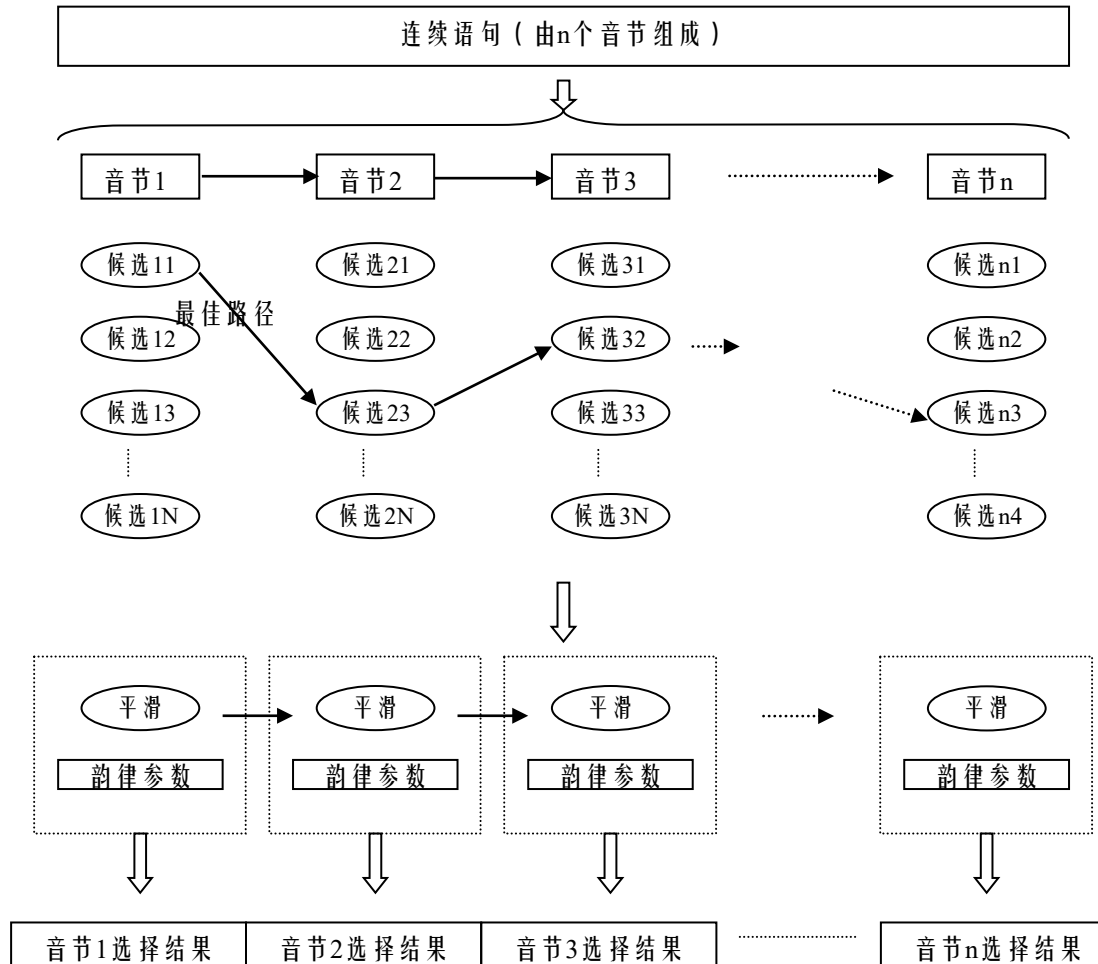 连续语句（由n个音节组成）
音节1 音节2 音节3 音节n
候选11 候选21 候选31 候选n1
最佳路径
候选12 候选22 候选32 候选n2
候选13 候选23 候选33 候选n3
候选1N 候选2N 候选3N 候选n4
平滑 平滑 平滑 平滑
韵律参数 韵律参数 韵律参数 韵律参数
音节1选择结果 音节2选择结果 音节3选择结果 音节n选择结果